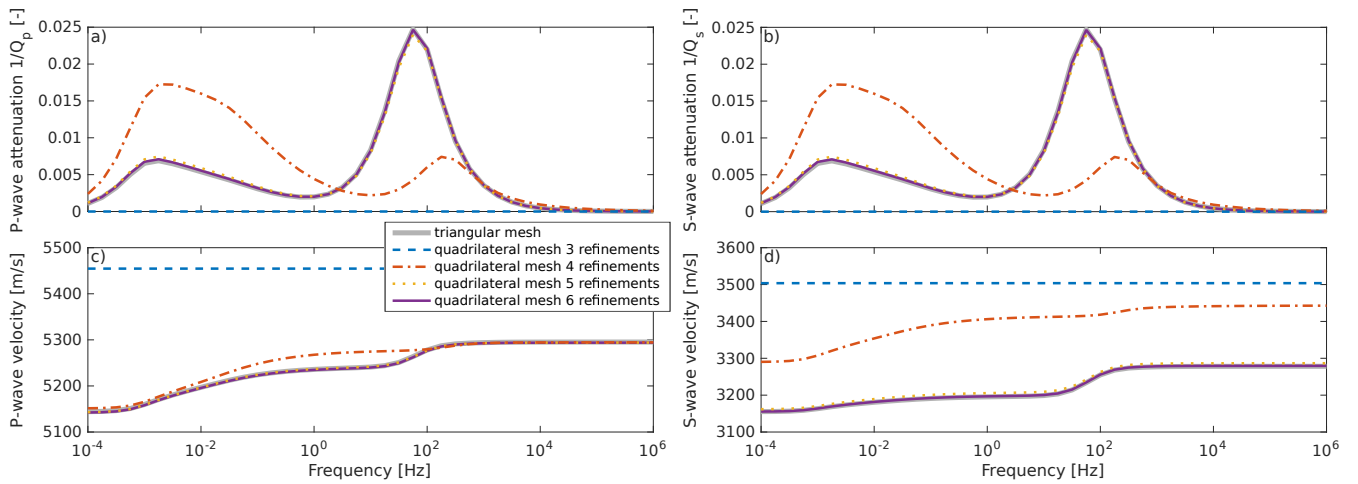 P-wave attenuation 1/Qp [-]
0.025
0.02
0.015
0.01
0.005
0
a)
S-wave attenuation 1/Qs [-]
0.025
0.02
0.015
0.01
0.005
0
b)
triangular mesh
quadrilateral mesh 3 refinements
quadrilateral mesh 4 refinements
quadrilateral mesh 5 refinements
quadrilateral mesh 6 refinements
P-wave velocity [m/s]
5500
5400
5300
5200
5100
c)
10^-4 10^-2 10^0 10^2 10^4 10^6
Frequency [Hz]
S-wave velocity [m/s]
3600
3500
3400
3300
3200
3100
d)
10^-4 10^-2 10^0 10^2 10^4 10^6
Frequency [Hz]